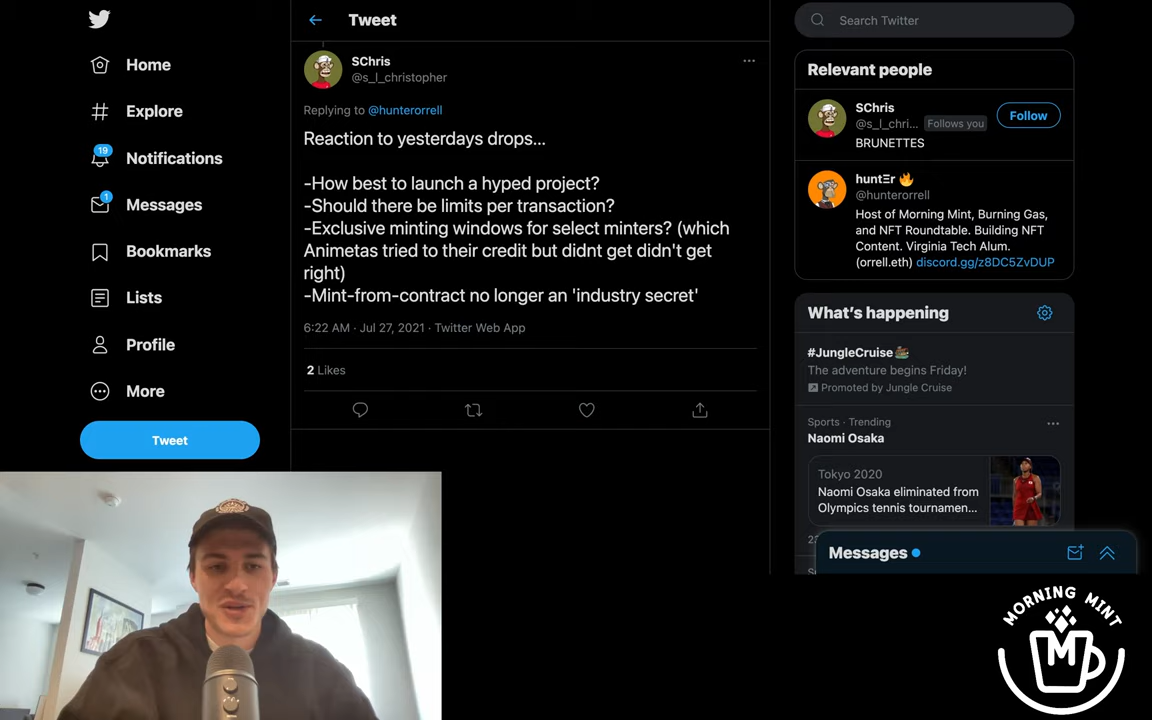 Home
Explore
19
Notifications
1
Messages
Bookmarks
Lists
Profile
More
Tweet
Tweet
SChris
@s_l_christopher
Replying to @hunterorrell
Reaction to yesterdays drops...
-How best to launch a hyped project?
-Should there be limits per transaction?
-Exclusive minting windows for select minters? (which
Animetas tried to their credit but didnt get didn't get
right)
-Mint-from-contract no longer an 'industry secret'
6:22 AM · Jul 27, 2021 · Twitter Web App
2 Likes
Search Twitter
Relevant people
SChris
@s_l_chri... Follows you
Follow
BRUNETTES
huntΞr 🔥
@hunterorrell
Host of Morning Mint, Burning Gas,
and NFT Roundtable. Building NFT
Content. Virginia Tech Alum.
(orrell.eth) discord.gg/z8DC5ZvDUP
What's happening
#JungleCruise
The adventure begins Friday!
Promoted by Jungle Cruise
Sports · Trending
Naomi Osaka
Tokyo 2020
Naomi Osaka eliminated from
Olympics tennis tournamen...
Messages
MORNING MINT
M